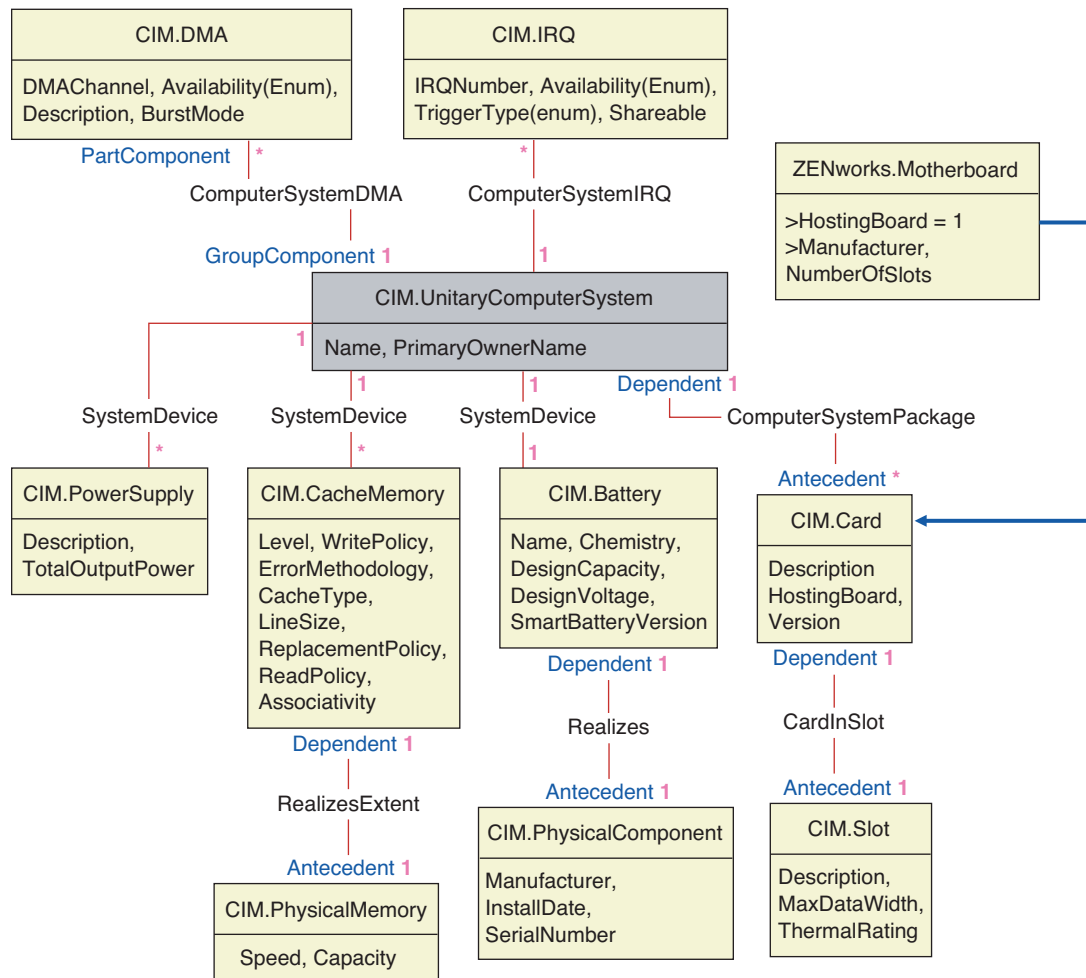 CIM.DMA
DMAChannel, Availability(Enum),
Description, BurstMode
CIM.IRQ
IRQNumber, Availability(Enum),
TriggerType(enum), Shareable
PartComponent *
*
ComputerSystemDMA
ComputerSystemIRQ
GroupComponent 1
1
ZENworks.Motherboard
>HostingBoard = 1
>Manufacturer,
NumberOfSlots
CIM.UnitaryComputerSystem
Name, PrimaryOwnerName
1
1
1
Dependent 1
SystemDevice
SystemDevice
SystemDevice
ComputerSystemPackage
*
*
1
Antecedent *
CIM.PowerSupply
Description,
TotalOutputPower
CIM.CacheMemory
Level, WritePolicy,
ErrorMethodology,
CacheType,
LineSize,
ReplacementPolicy,
ReadPolicy,
Associativity
CIM.Battery
Name, Chemistry,
DesignCapacity,
DesignVoltage,
SmartBatteryVersion
CIM.Card
Description
HostingBoard,
Version
Dependent 1
Dependent 1
Dependent 1
RealizesExtent
Realizes
CardInSlot
Antecedent 1
Antecedent 1
Antecedent 1
CIM.PhysicalMemory
Speed, Capacity
CIM.PhysicalComponent
Manufacturer,
InstallDate,
SerialNumber
CIM.Slot
Description,
MaxDataWidth,
ThermalRating